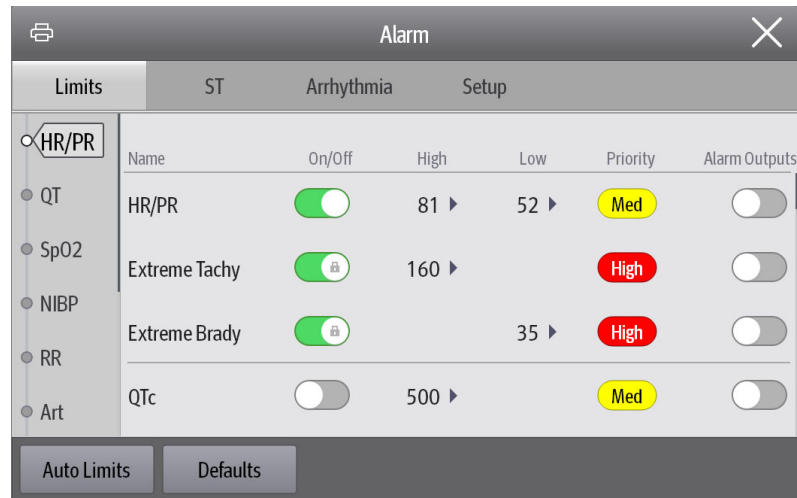 Alarm
Limits ST Arrhythmia Setup
HR/PR
QT
SpO2
NIBP
RR
Art
Name On/Off High Low Priority Alarm Outputs
HR/PR 81 52 Med
Extreme Tachy 160 High
Extreme Brady 35 High
QTc 500 Med
Auto Limits Defaults